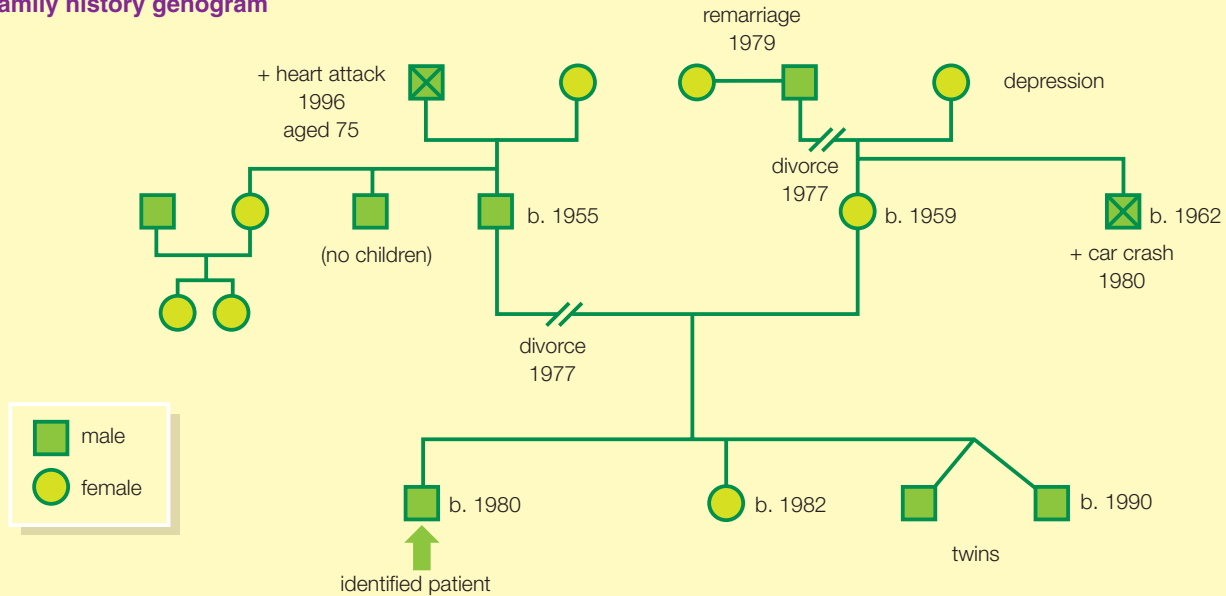 family history genogram
remarriage
1979
+ heart attack
1996
aged 75
depression
divorce
1977
b. 1955
b. 1959
b. 1962
(no children)
+ car crash
1980
divorce
1977
male
female
b. 1980
b. 1982
b. 1990
twins
identified patient